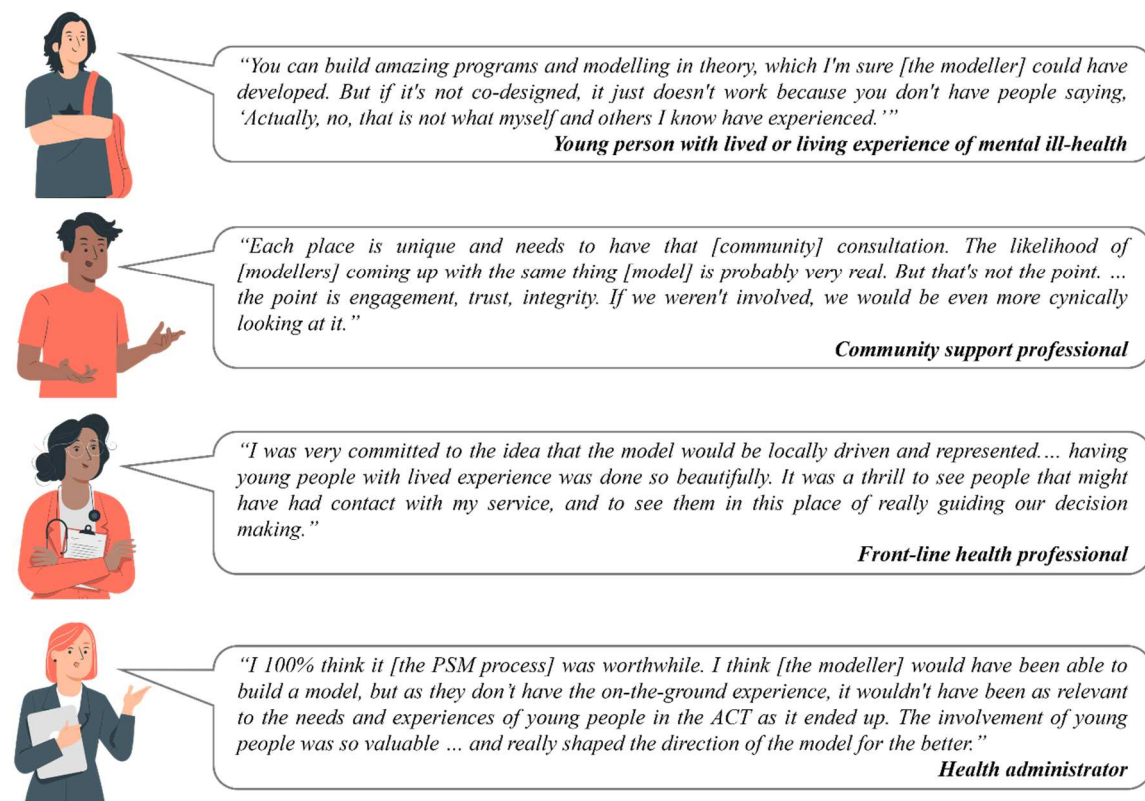 “You can build amazing programs and modelling in theory, which I'm sure [the modeller] could have
developed. But if it's not co-designed, it just doesn't work because you don't have people saying,
‘Actually, no, that is not what myself and others I know have experienced.’”
Young person with lived or living experience of mental ill-health
“Each place is unique and needs to have that [community] consultation. The likelihood of
[modellers] coming up with the same thing [model] is probably very real. But that's not the point. …
the point is engagement, trust, integrity. If we weren't involved, we would be even more cynically
looking at it.”
Community support professional
“I was very committed to the idea that the model would be locally driven and represented.… having
young people with lived experience was done so beautifully. It was a thrill to see people that might
have had contact with my service, and to see them in this place of really guiding our decision
making.”
Front-line health professional
“I 100% think it [the PSM process] was worthwhile. I think [the modeller] would have been able to
build a model, but as they don’t have the on-the-ground experience, it wouldn't have been as relevant
to the needs and experiences of young people in the ACT as it ended up. The involvement of young
people was so valuable … and really shaped the direction of the model for the better.”
Health administrator